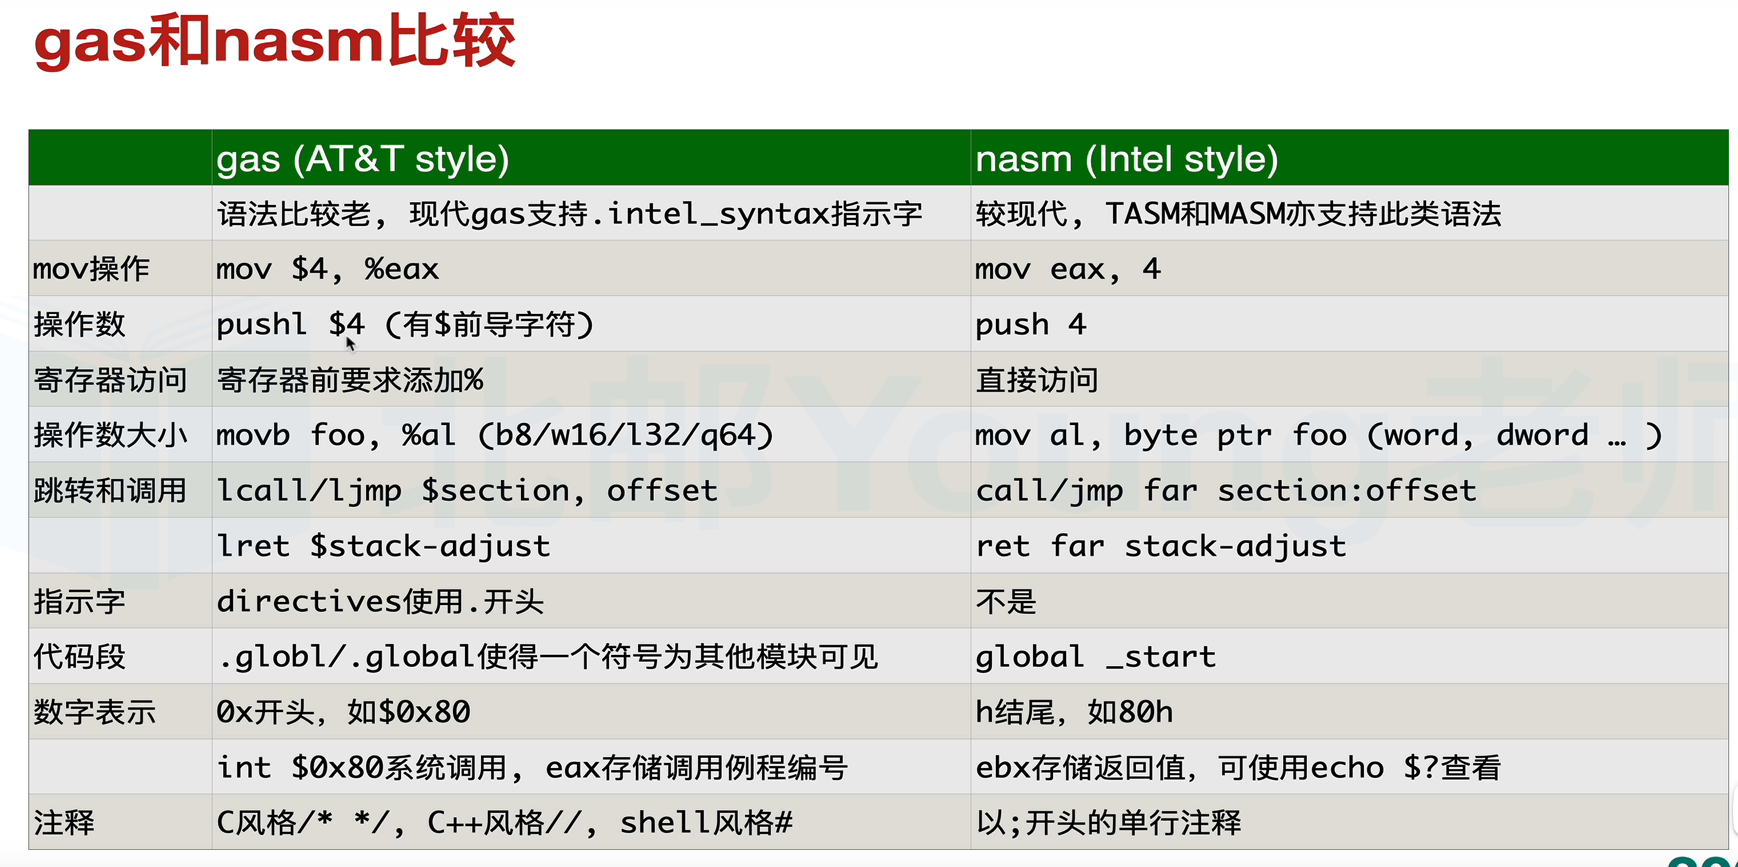 gas和nasm比较
gas (AT&T style) nasm (Intel style)
语法比较老, 现代gas支持.intel_syntax指示字 较现代, TASM和MASM亦支持此类语法
mov操作 mov $4, %eax mov eax, 4
操作数 pushl $4 (有$前导字符) push 4
寄存器访问 寄存器前要求添加% 直接访问
操作数大小 movb foo, %al (b8/w16/l32/q64) mov al, byte ptr foo (word, dword … )
跳转和调用 lcall/ljmp $section, offset call/jmp far section:offset
lret $stack-adjust ret far stack-adjust
指示字 directives使用.开头 不是
代码段 .globl/.global使得一个符号为其他模块可见 global _start
数字表示 0x开头, 如$0x80 h结尾, 如80h
int $0x80系统调用, eax存储调用例程编号 ebx存储返回值, 可使用echo $?查看
注释 C风格/* */, C++风格//, shell风格# 以;开头的单行注释
北邮Young老师